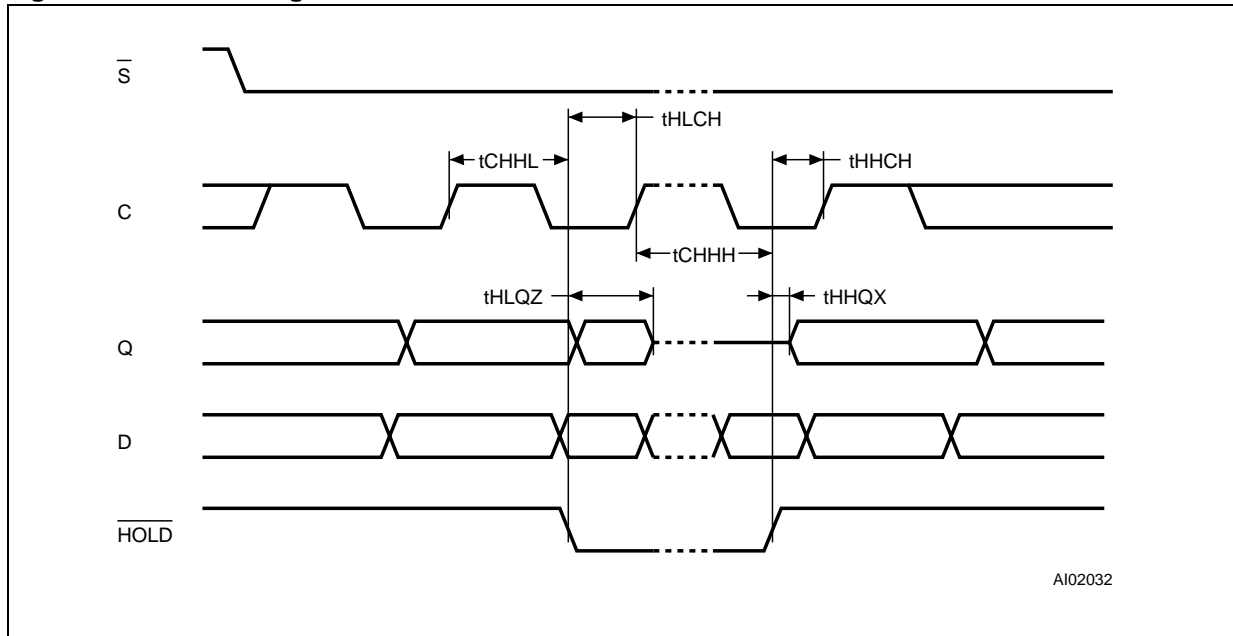 S
tHLCH
tCHHL
tHHCH
C
tCHHH
tHLQZ
tHHQX
Q
D
HOLD
AI02032